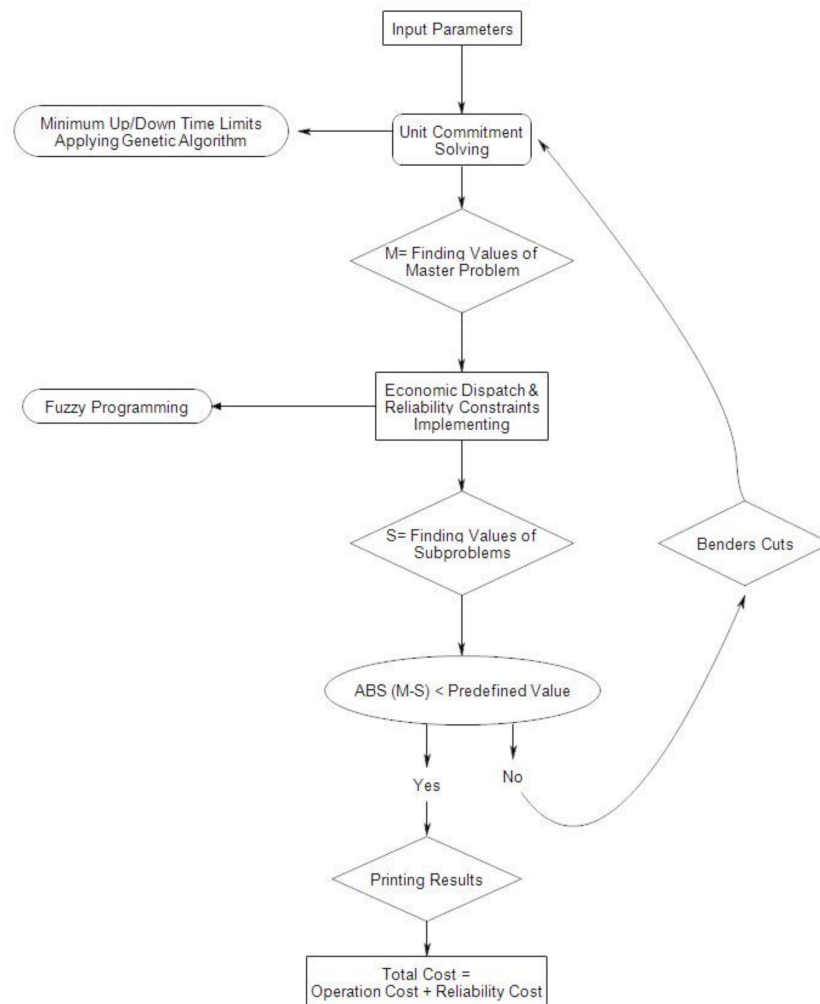 Input Parameters
Minimum Up/Down Time Limits
Applying Genetic Algorithm
Unit Commitment
Solving
M= Finding Values of
Master Problem
Economic Dispatch &
Reliability Constraints
Implementing
Fuzzy Programming
S= Finding Values of
Subproblems
Benders Cuts
ABS (M-S) < Predefined Value
Yes
No
Printing Results
Total Cost =
Operation Cost + Reliability Cost